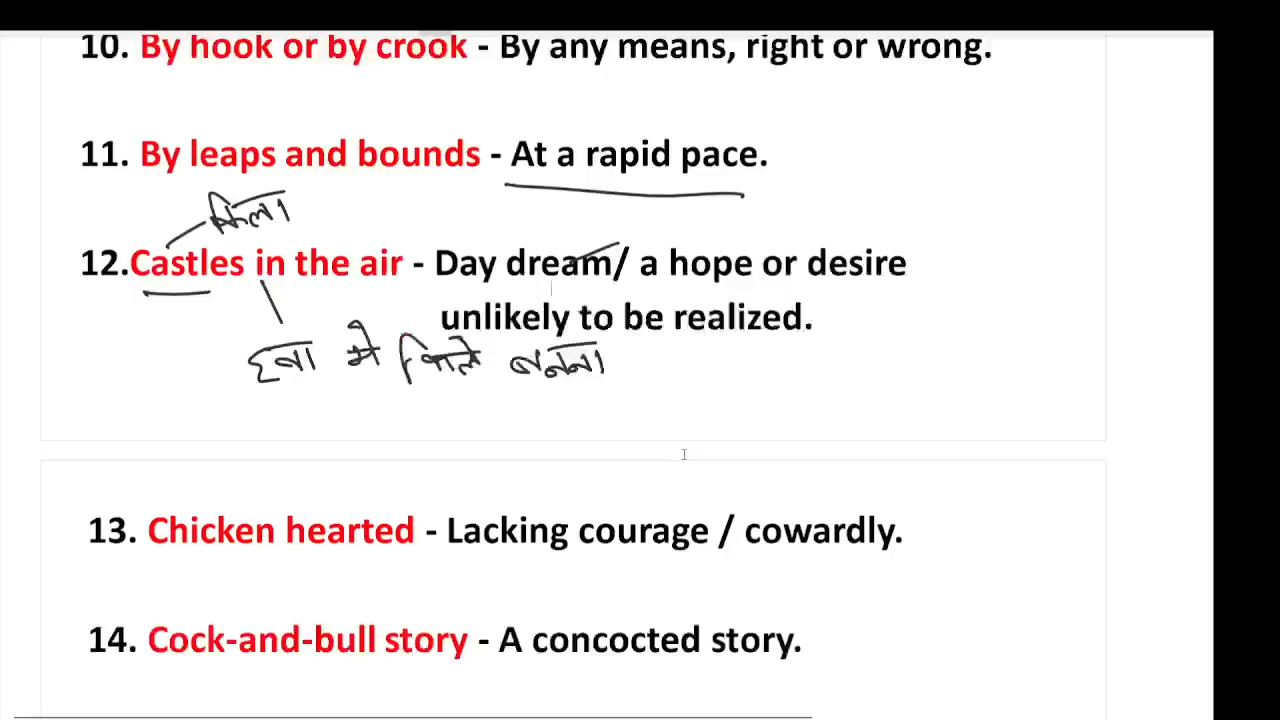 10. By hook or by crook - By any means, right or wrong.
11. By leaps and bounds - At a rapid pace.
किला
12.Castles in the air - Day dream/ a hope or desire
unlikely to be realized.
हवा में किले बनना
13. Chicken hearted - Lacking courage / cowardly.
14. Cock-and-bull story - A concocted story.